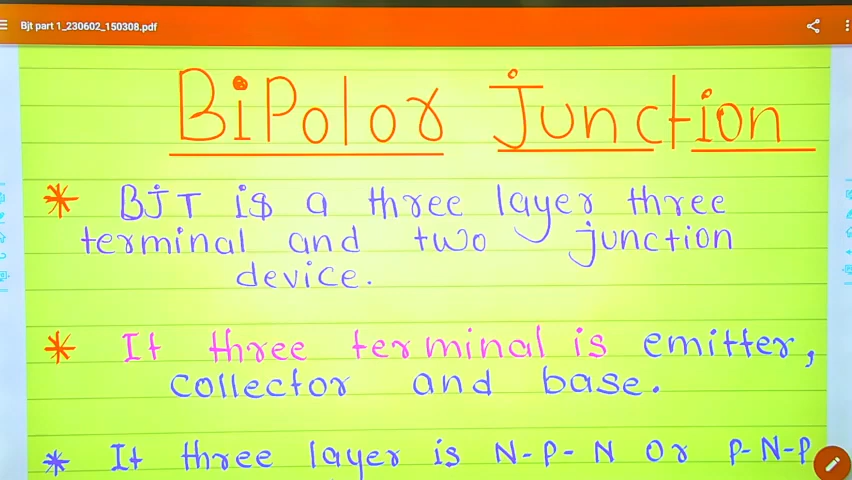 Bjt part 1_230602_150308.pdf
BiPolor Junction
* BJT is a three layer three
terminal and two junction
device.
* It three terminal is emitter,
collector and base.
* It three layer is N-P-N Or P-N-P